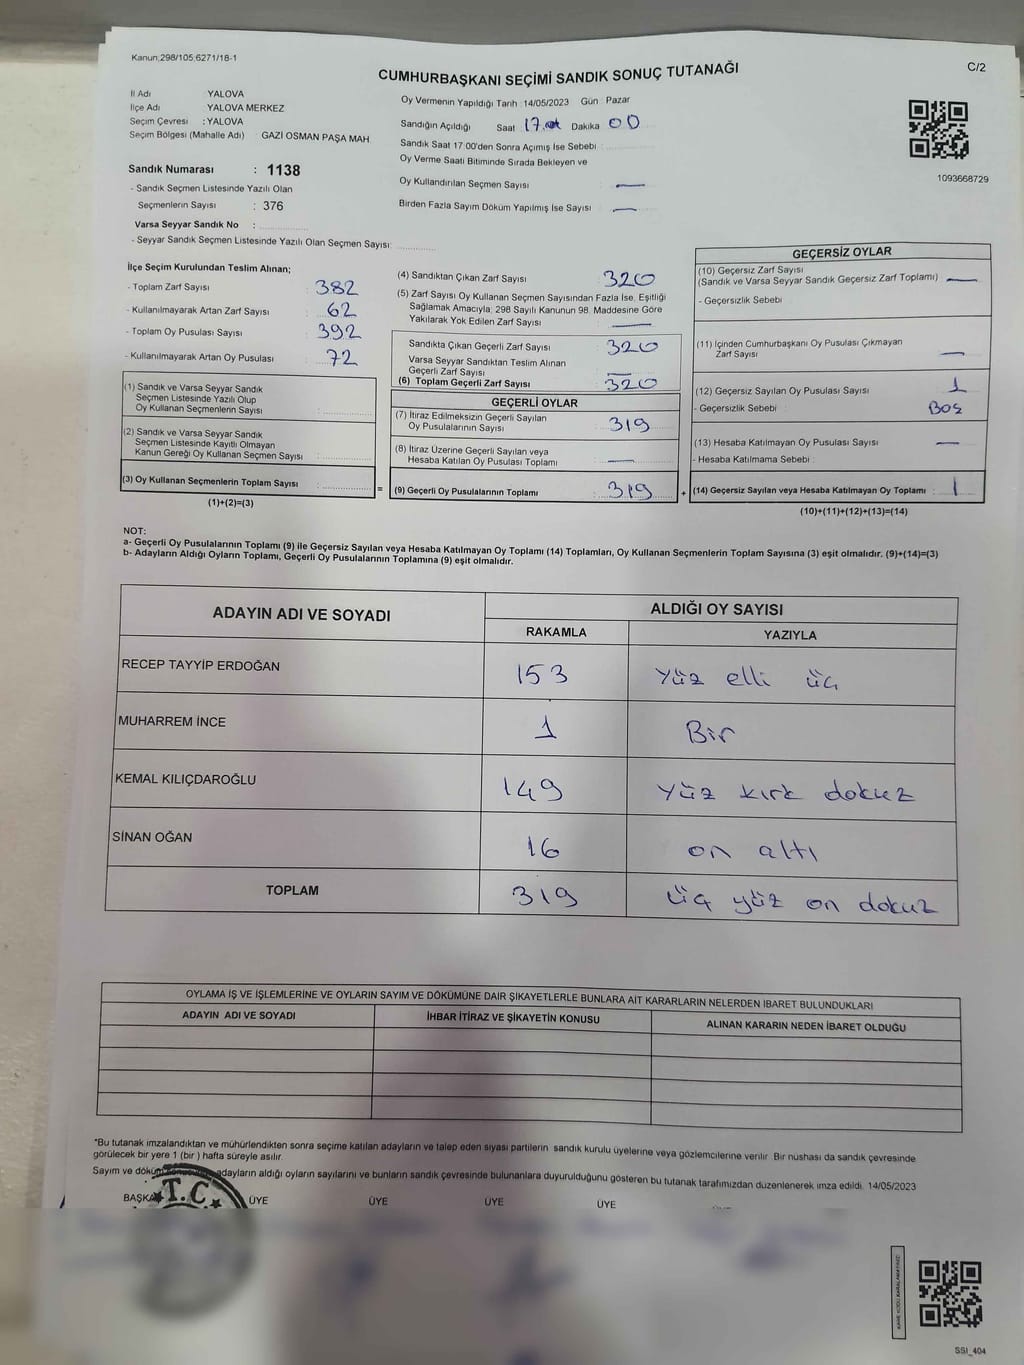 Kanun;298/105;6271/18-1
CUMHURBAŞKANI SEÇİMİ SANDIK SONUÇ TUTANAĞI
C/2
İl Adı YALOVA
İlçe Adı YALOVA MERKEZ
Seçim Çevresi : YALOVA
Seçim Bölgesi (Mahalle Adı) GAZİ OSMAN PAŞA MAH
Sandık Numarası : 1138
- Sandık Seçmen Listesinde Yazılı Olan
Seçmenlerin Sayısı : 376
Varsa Seyyar Sandık No :
- Seyyar Sandık Seçmen Listesinde Yazılı Olan Seçmen Sayısı:
Oy Vermenin Yapıldığı Tarih :14/05/2023 Gün : Pazar
Sandığın Açıldığı Saat 17.00 Dakika 00
Sandık Saat 17.00'den Sonra Açımış İse Sebebi :
Oy Verme Saati Bitiminde Sırada Bekleyen ve
Oy Kullandırılan Seçmen Sayısı : —
Birden Fazla Sayım Döküm Yapılmış İse Sayısı : —
1093668729
İlçe Seçim Kurulundan Teslim Alınan;
- Toplam Zarf Sayısı : 382
- Kullanılmayarak Artan Zarf Sayısı : 62
- Toplam Oy Pusulası Sayısı : 392
- Kullanılmayarak Artan Oy Pusulası : 72
(1) Sandık ve Varsa Seyyar Sandık
Seçmen Listesinde Yazılı Olup
Oy Kullanan Seçmenlerin Sayısı :
(2) Sandık ve Varsa Seyyar Sandık
Seçmen Listesinde Kayıtlı Olmayan
Kanun Gereği Oy Kullanan Seçmen Sayısı :
(3) Oy Kullanan Seçmenlerin Toplam Sayısı :
(1)+(2)=(3)
=
(4) Sandıktan Çıkan Zarf Sayısı : 320
(5) Zarf Sayısı Oy Kullanan Seçmen Sayısından Fazla İse, Eşitliği
Sağlamak Amacıyla; 298 Sayılı Kanunun 98. Maddesine Göre
Yakılarak Yok Edilen Zarf Sayısı : —
Sandıkta Çıkan Geçerli Zarf Sayısı : 320
Varsa Seyyar Sandıktan Teslim Alınan
Geçerli Zarf Sayısı : —
(6) Toplam Geçerli Zarf Sayısı : 320
GEÇERLİ OYLAR
(7) İtiraz Edilmeksizin Geçerli Sayılan
Oy Pusulalarının Sayısı : 319
(8) İtiraz Üzerine Geçerli Sayılan veya
Hesaba Katılan Oy Pusulası Toplamı : —
(9) Geçerli Oy Pusulalarının Toplamı : 319
+
GEÇERSİZ OYLAR
(10) Geçersiz Zarf Sayısı
(Sandık ve Varsa Seyyar Sandık Geçersiz Zarf Toplamı) : —
- Geçersizlik Sebebi :
(11) İçinden Cumhurbaşkanı Oy Pusulası Çıkmayan
Zarf Sayısı : —
(12) Geçersiz Sayılan Oy Pusulası Sayısı : 1
- Geçersizlik Sebebi : Boş
(13) Hesaba Katılmayan Oy Pusulası Sayısı : —
- Hesaba Katılmama Sebebi :
(14) Geçersiz Sayılan veya Hesaba Katılmayan Oy Toplamı : 1
(10)+(11)+(12)+(13)=(14)
NOT:
a- Geçerli Oy Pusulalarının Toplamı (9) ile Geçersiz Sayılan veya Hesaba Katılmayan Oy Toplamı (14) Toplamları, Oy Kullanan Seçmenlerin Toplam Sayısına (3) eşit olmalıdır. (9)+(14)=(3)
b- Adayların Aldığı Oyların Toplamı, Geçerli Oy Pusulalarının Toplamına (9) eşit olmalıdır.
ADAYIN ADI VE SOYADI ALDIĞI OY SAYISI
RAKAMLA YAZIYLA
RECEP TAYYİP ERDOĞAN 153 yüz elli üç
MUHARREM İNCE 1 Bir
KEMAL KILIÇDAROĞLU 149 yüz kırk dokuz
SİNAN OĞAN 16 on altı
TOPLAM 319 üç yüz on dokuz
OYLAMA İŞ VE İŞLEMLERİNE VE OYLARIN SAYIM VE DÖKÜMÜNE DAİR ŞİKAYETLERLE BUNLARA AİT KARARLARIN NELERDEN İBARET BULUNDUKLARI
ADAYIN ADI VE SOYADI İHBAR İTİRAZ VE ŞİKAYETİN KONUSU ALINAN KARARIN NEDEN İBARET OLDUĞU
*Bu tutanak imzalandıktan ve mühürlendikten sonra seçime katılan adayların ve talep eden siyasi partilerin sandık kurulu üyelerine veya gözlemcilerine verilir. Bir nushası da sandık çevresinde
görülecek bir yere 1 (bir ) hafta süreyle asılır.
Sayım ve döküm adayların aldığı oyların sayılarını ve bunların sandık çevresinde bulunanlara duyurulduğunu gösteren bu tutanak tarafımızdan düzenlenerek imza edildi. 14/05/2023
BAŞKAN ÜYE ÜYE ÜYE ÜYE
T.C.
SSI_404